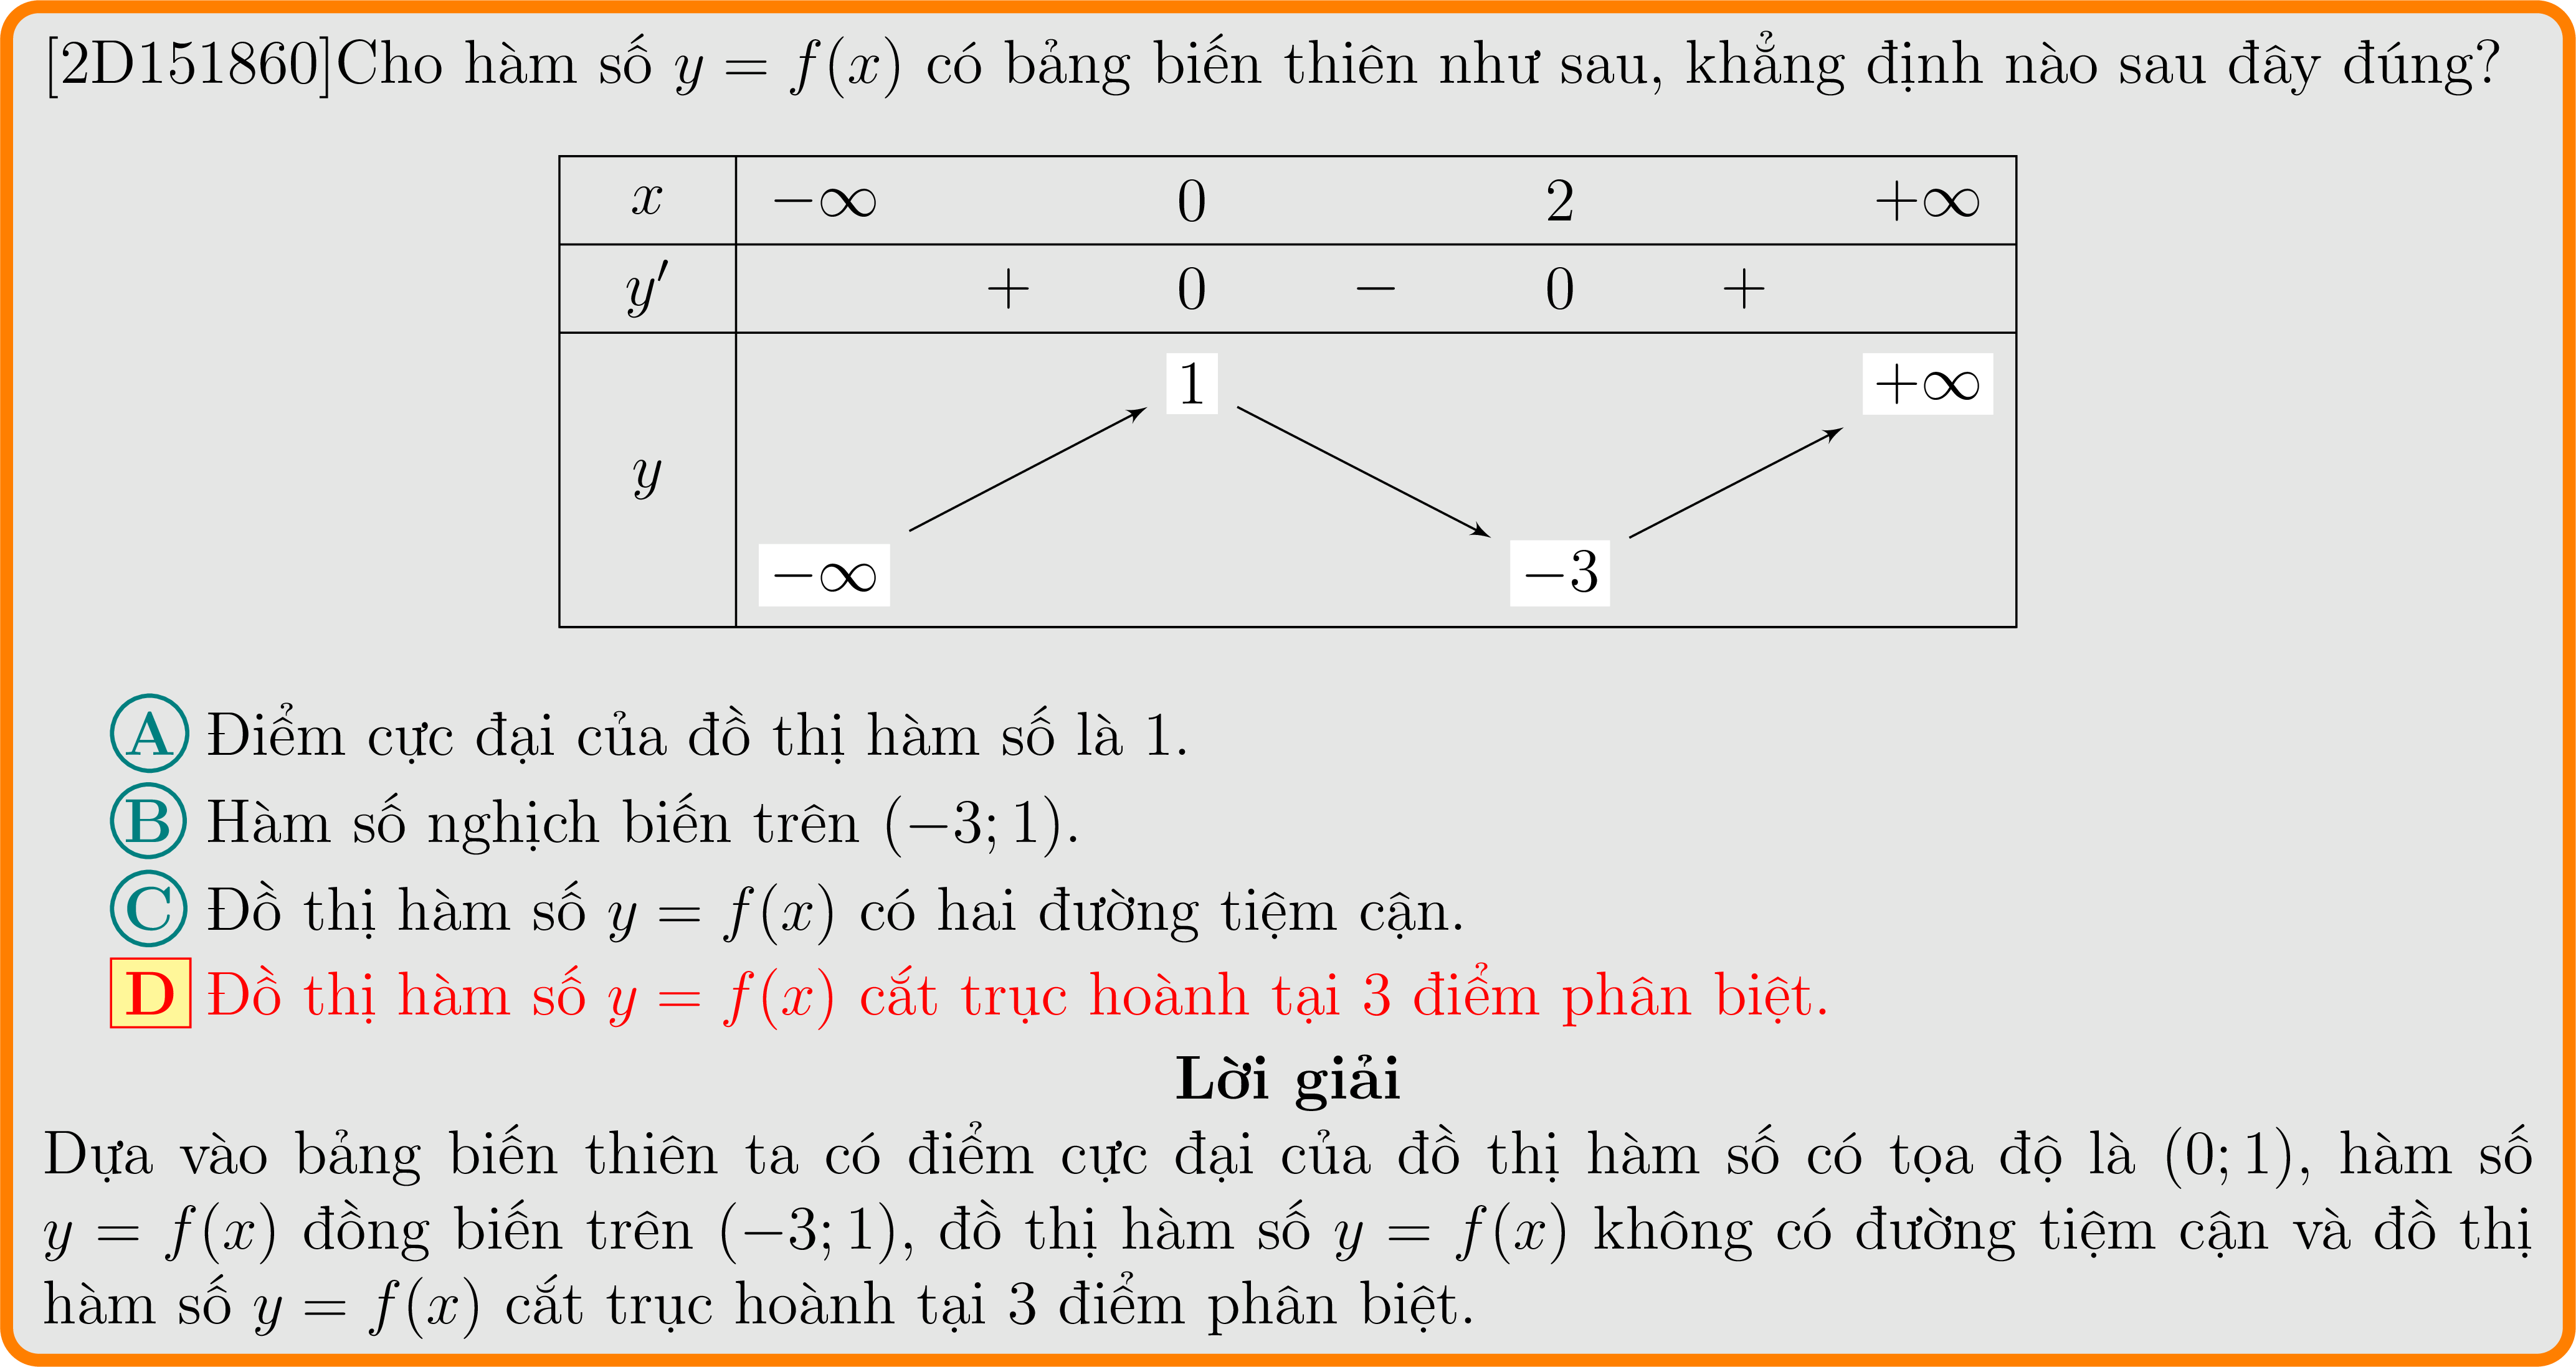 [2D151860]Cho hàm số y = f(x) có bảng biến thiên như sau, khẳng định nào sau đây đúng?
x −∞ 0 2 +∞
y′ + 0 − 0 +
y −∞ 1 −3 +∞
A Điểm cực đại của đồ thị hàm số là 1.
B Hàm số nghịch biến trên (−3; 1).
C Đồ thị hàm số y = f(x) có hai đường tiệm cận.
D Đồ thị hàm số y = f(x) cắt trục hoành tại 3 điểm phân biệt.
Lời giải
Dựa vào bảng biến thiên ta có điểm cực đại của đồ thị hàm số có tọa độ là (0; 1), hàm số
y = f(x) đồng biến trên (−3; 1), đồ thị hàm số y = f(x) không có đường tiệm cận và đồ thị
hàm số y = f(x) cắt trục hoành tại 3 điểm phân biệt.